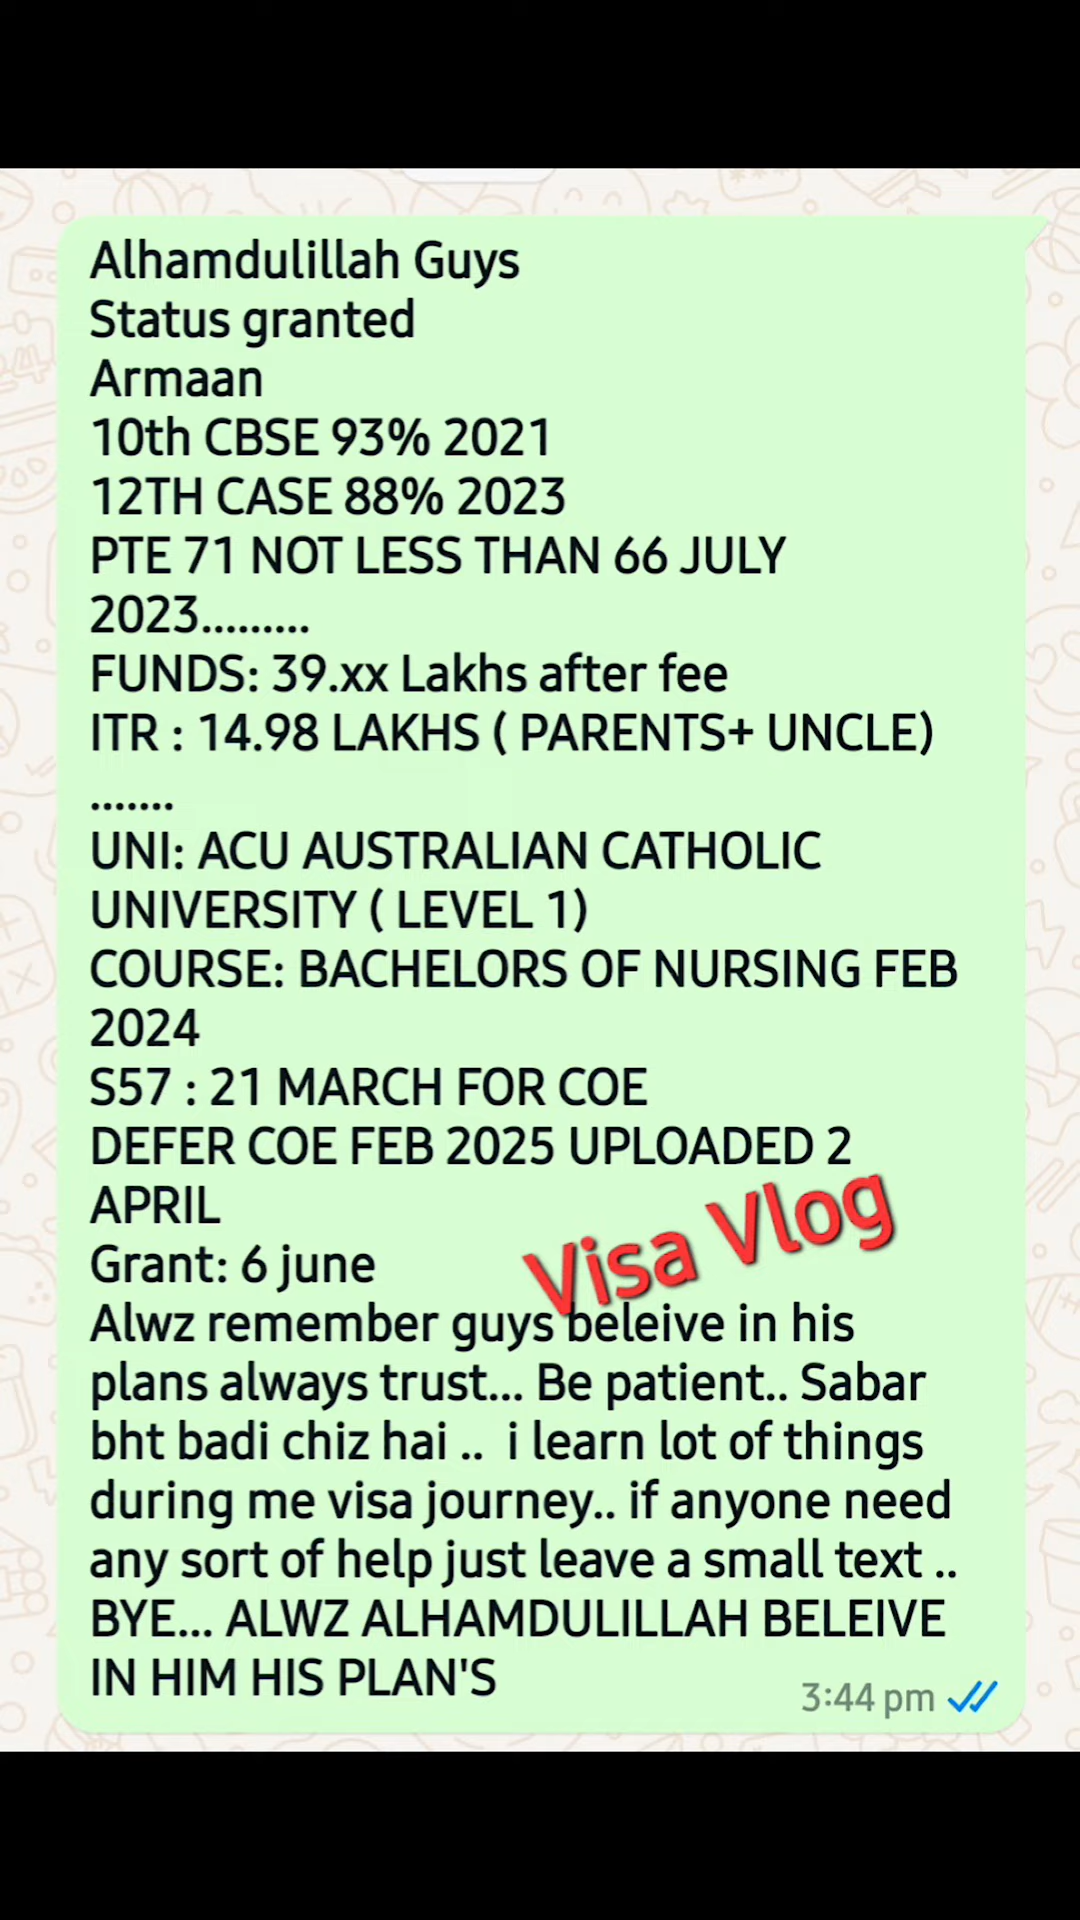 Alhamdulillah Guys
Status granted
Armaan
10th CBSE 93% 2021
12TH CASE 88% 2023
PTE 71 NOT LESS THAN 66 JULY
2023.........
FUNDS: 39.xx Lakhs after fee
ITR : 14.98 LAKHS ( PARENTS+ UNCLE)
.......
UNI: ACU AUSTRALIAN CATHOLIC
UNIVERSITY ( LEVEL 1)
COURSE: BACHELORS OF NURSING FEB
2024
S57 : 21 MARCH FOR COE
DEFER COE FEB 2025 UPLOADED 2
APRIL
Visa Vlog
Grant: 6 june
Alwz remember guys beleive in his
plans always trust... Be patient.. Sabar
bht badi chiz hai ..  i learn lot of things
during me visa journey.. if anyone need
any sort of help just leave a small text ..
BYE... ALWZ ALHAMDULILLAH BELEIVE
IN HIM HIS PLAN'S
3:44 pm